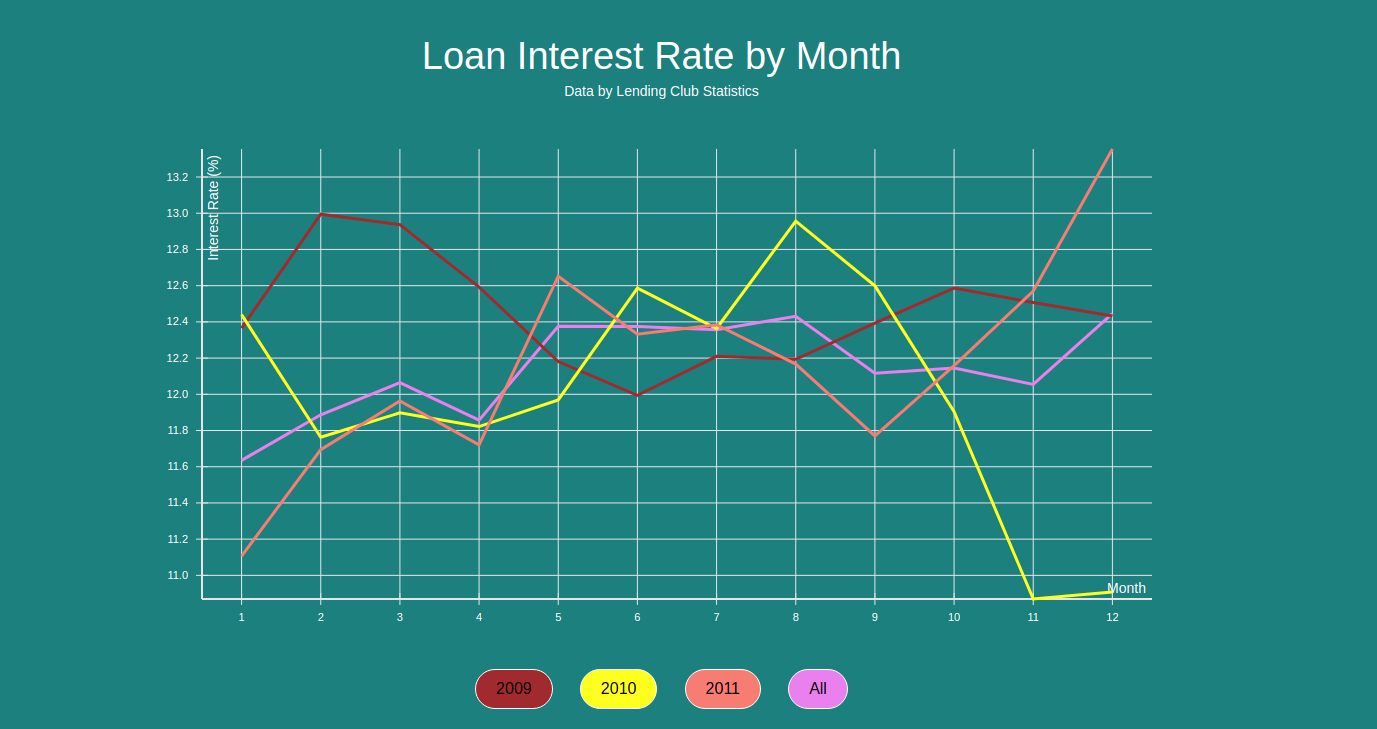 Loan Interest Rate by Month
Data by Lending Club Statistics
Interest Rate (%)
13.2
13.0
12.8
12.6
12.4
12.2
12.0
11.8
11.6
11.4
11.2
11.0
Month
1 2 3 4 5 6 7 8 9 10 11 12
2009 2010 2011 All